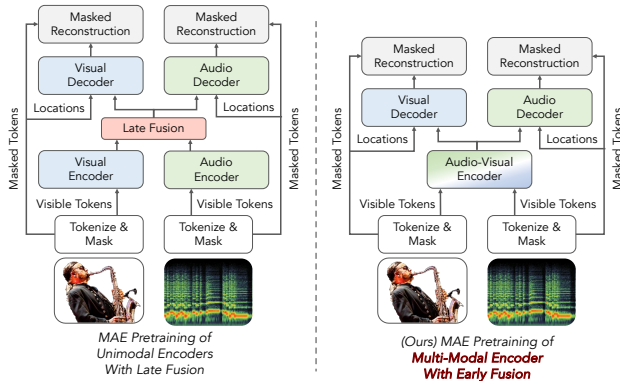 Masked
Reconstruction
Masked
Reconstruction
Visual
Decoder
Audio
Decoder
Locations
Late Fusion
Masked Tokens
Masked Tokens
Visual
Encoder
Audio
Encoder
Visible Tokens
Visible Tokens
Tokenize &
Mask
Tokenize &
Mask
MAE Pretraining of
Unimodal Encoders
With Late Fusion
Masked
Reconstruction
Masked
Reconstruction
Visual
Decoder
Audio
Decoder
Locations
Locations
Masked Tokens
Masked Tokens
Audio-Visual
Encoder
Visible Tokens
Visible Tokens
Tokenize &
Mask
Tokenize &
Mask
(Ours) MAE Pretraining of
Multi-Modal Encoder
With Early Fusion
Locations